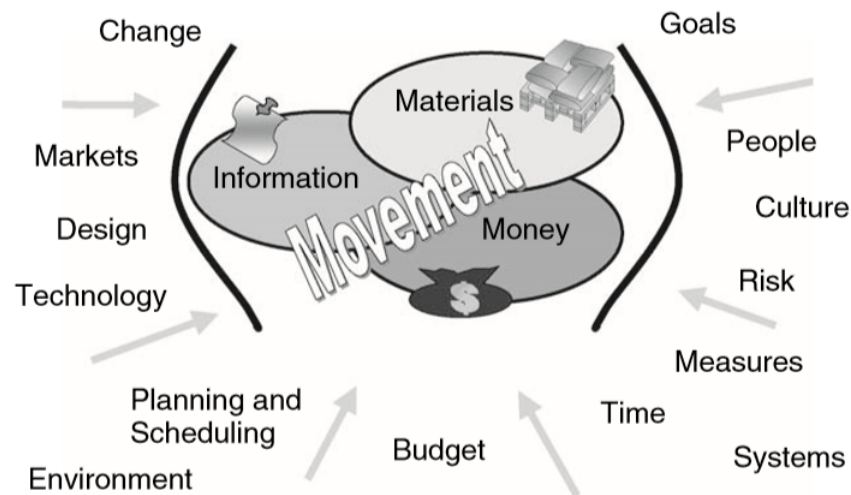 Change
Goals
Materials
Markets
People
Information
Movement
Culture
Design
Money
Technology
Risk
$
Measures
Planning and
Scheduling
Time
Budget
Systems
Environment